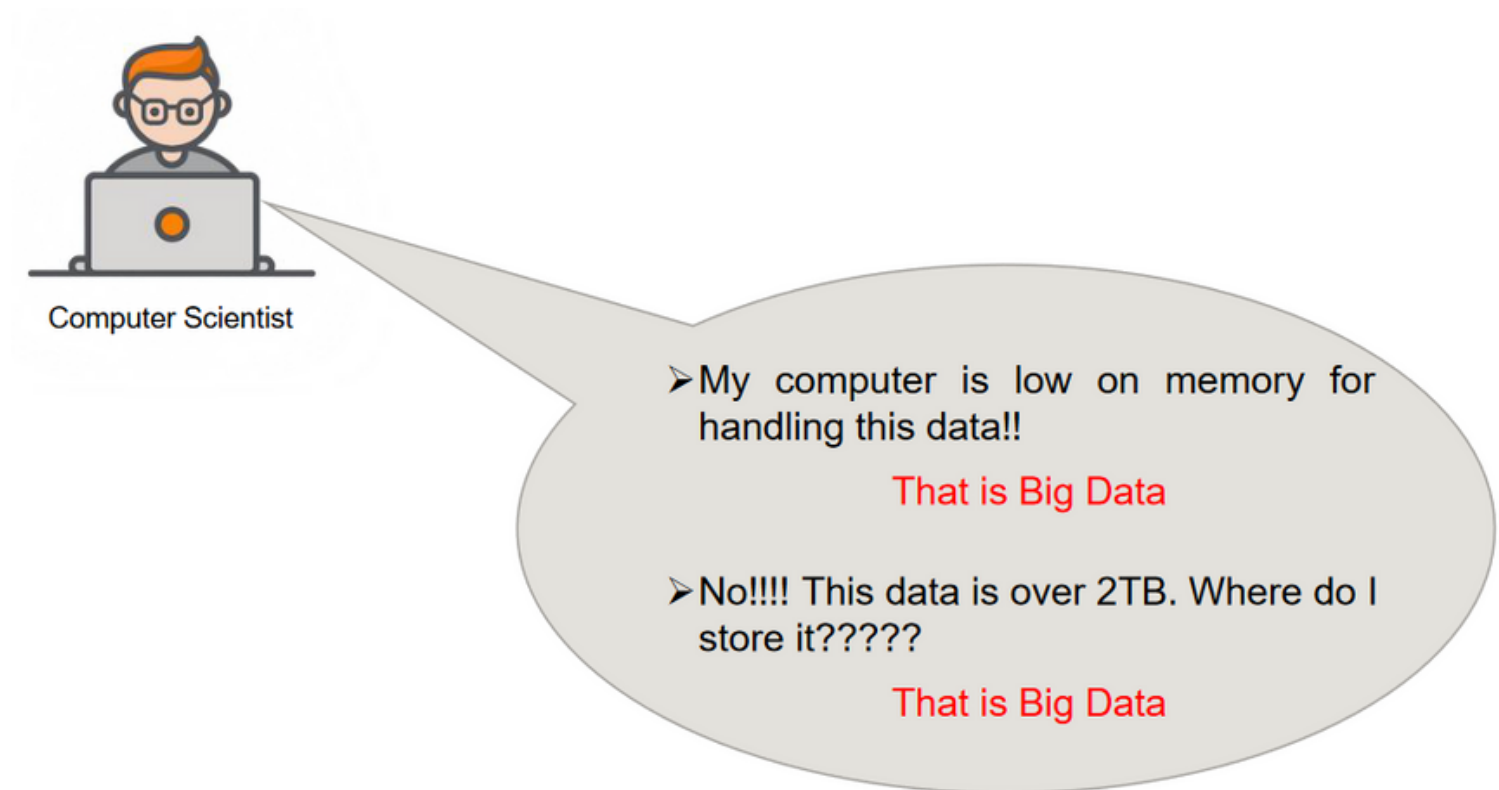 Computer Scientist
➢My computer is low on memory for
handling this data!!
That is Big Data
➢No!!!! This data is over 2TB. Where do I
store it?????
That is Big Data